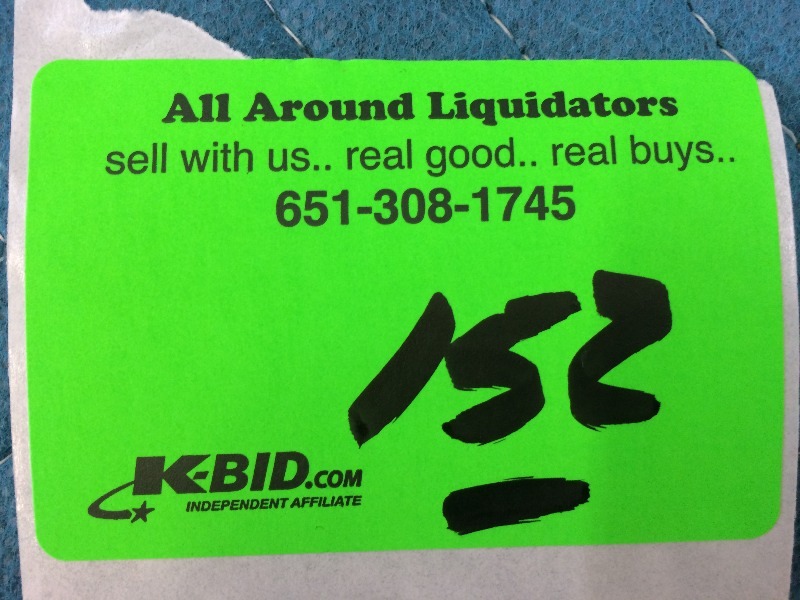 All Around Liquidators
sell with us.. real good.. real buys..
651-308-1745
152
K-BID.COM
INDEPENDENT AFFILIATE